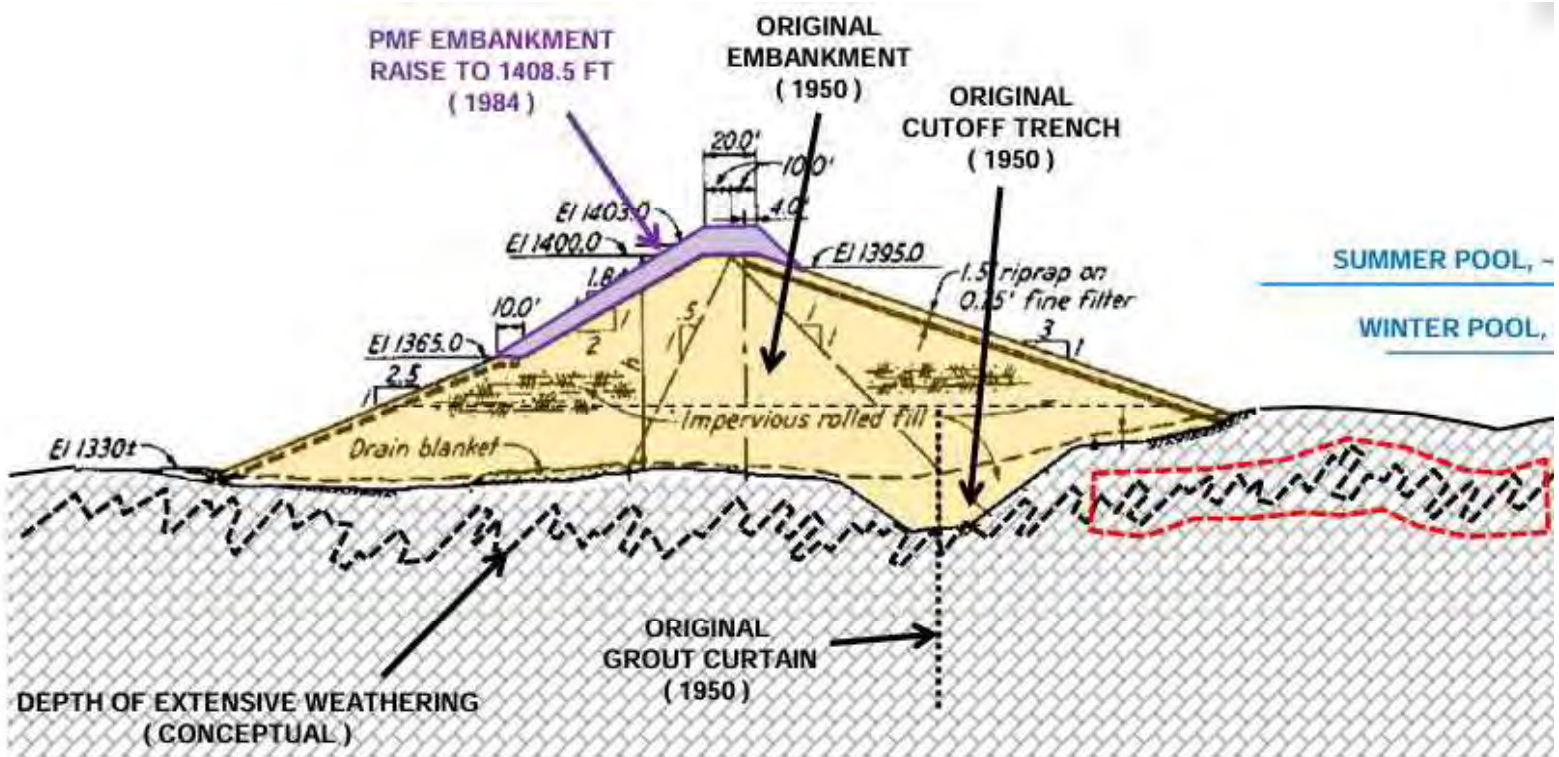 PMF EMBANKMENT
RAISE TO 1408.5 FT
( 1984 )
ORIGINAL
EMBANKMENT
( 1950 )
ORIGINAL
CUTOFF TRENCH
( 1950 )
20.0'
10.0'
4.0'
El 1403.0
El 1400.0
El 1395.0
1.5' riprap on
0.75' fine filter
SUMMER POOL, ~
WINTER POOL,
1.8
1
2
10.0'
El 1365.0
2.5
1
.5
1
1
1
3
1
h
Impervious rolled fill
Drain blanket
El 1330±
ORIGINAL
GROUT CURTAIN
( 1950 )
DEPTH OF EXTENSIVE WEATHERING
( CONCEPTUAL )